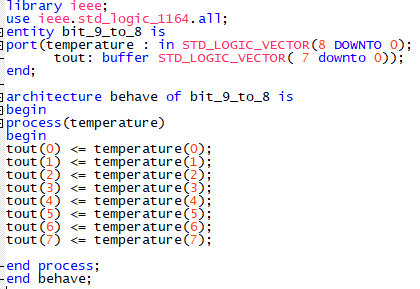 library ieee;
use ieee.std_logic_1164.all;
entity bit_9_to_8 is
port(temperature : in STD_LOGIC_VECTOR(8 DOWNTO 0);
tout: buffer STD_LOGIC_VECTOR( 7 downto 0));
end;
architecture behave of bit_9_to_8 is
begin
process(temperature)
begin
tout(0) <= temperature(0);
tout(1) <= temperature(1);
tout(2) <= temperature(2);
tout(3) <= temperature(3);
tout(4) <= temperature(4);
tout(5) <= temperature(5);
tout(6) <= temperature(6);
tout(7) <= temperature(7);
end process;
end behave;